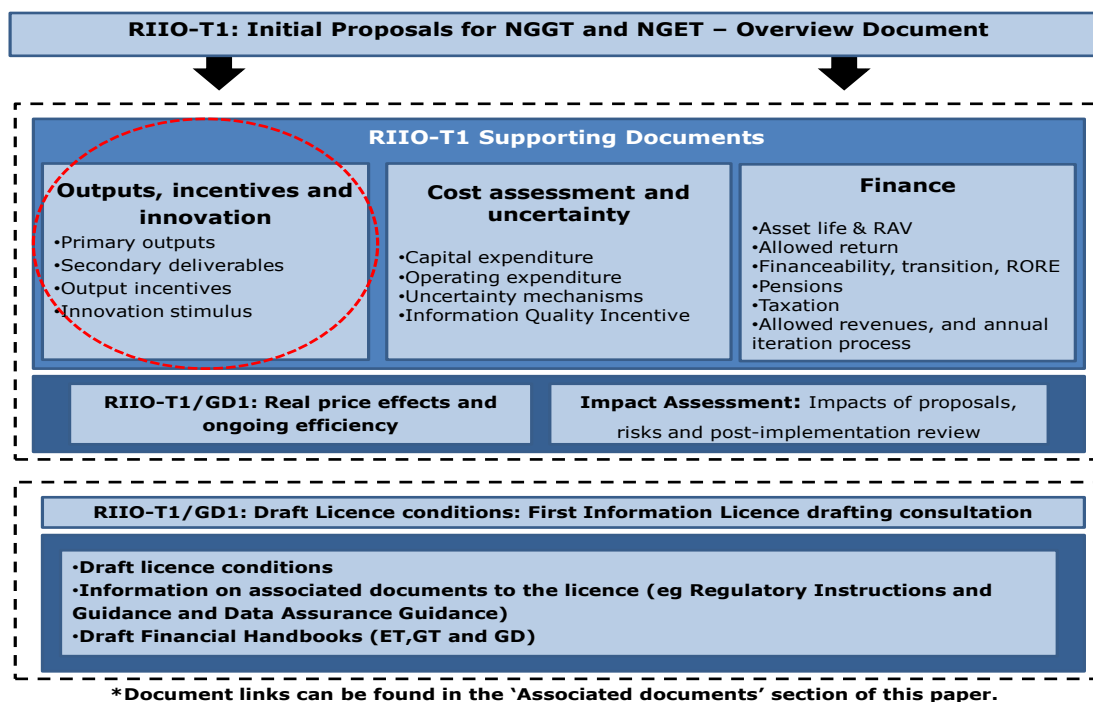 RIIO-T1: Initial Proposals for NGGT and NGET – Overview Document
RIIO-T1 Supporting Documents
Outputs, incentives and
innovation
•Primary outputs
•Secondary deliverables
•Output incentives
•Innovation stimulus
Cost assessment and
uncertainty
•Capital expenditure
•Operating expenditure
•Uncertainty mechanisms
•Information Quality Incentive
Finance
•Asset life & RAV
•Allowed return
•Financeability, transition, RORE
•Pensions
•Taxation
•Allowed revenues, and annual
iteration process
RIIO-T1/GD1: Real price effects and
ongoing efficiency
Impact Assessment: Impacts of proposals,
risks and post-implementation review
RIIO-T1/GD1: Draft Licence conditions: First Information Licence drafting consultation
•Draft licence conditions
•Information on associated documents to the licence (eg Regulatory Instructions and
Guidance and Data Assurance Guidance)
•Draft Financial Handbooks (ET,GT and GD)
*Document links can be found in the ‘Associated documents’ section of this paper.